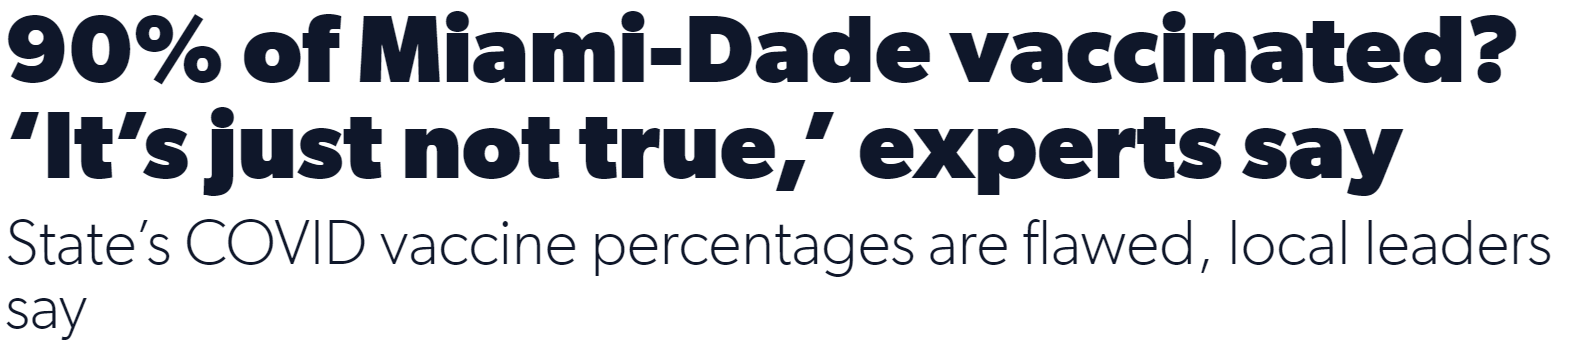 90% of Miami-Dade vaccinated?
‘It’s just not true,’ experts say
State’s COVID vaccine percentages are flawed, local leaders
say